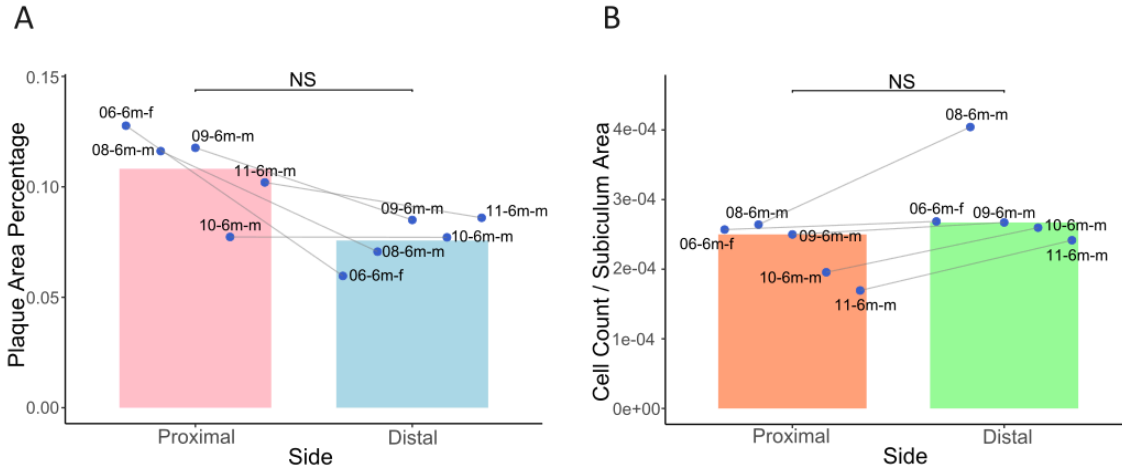 A
Plaque Area Percentage
0.15
0.10
0.05
0.00
NS
06-6m-f
08-6m-m
09-6m-m
11-6m-m
10-6m-m
09-6m-m
11-6m-m
10-6m-m
08-6m-m
06-6m-f
Proximal
Distal
Side
B
Cell Count / Subiculum Area
4e-04
3e-04
2e-04
1e-04
0e+00
NS
08-6m-m
08-6m-m
06-6m-f
09-6m-m
10-6m-m
06-6m-f
09-6m-m
11-6m-m
10-6m-m
11-6m-m
Proximal
Distal
Side